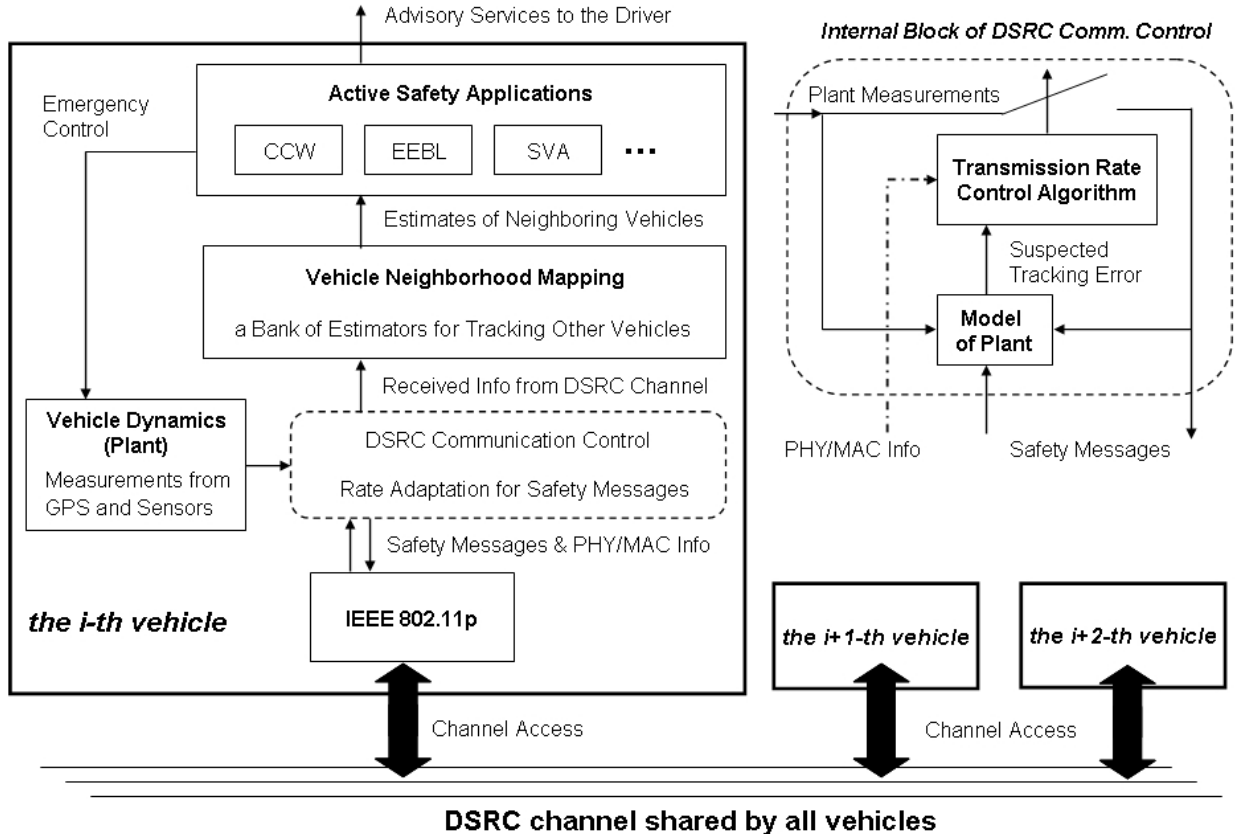 Advisory Services to the Driver
Emergency
Control
Active Safety Applications
CCW
EEBL
SVA
...
Estimates of Neighboring Vehicles
Vehicle Neighborhood Mapping
a Bank of Estimators for Tracking Other Vehicles
Received Info from DSRC Channel
Vehicle Dynamics
(Plant)
Measurements from
GPS and Sensors
DSRC Communication Control
Rate Adaptation for Safety Messages
Safety Messages & PHY/MAC Info
the i-th vehicle
IEEE 802.11p
Channel Access
Internal Block of DSRC Comm. Control
Plant Measurements
Transmission Rate
Control Algorithm
Suspected
Tracking Error
Model
of Plant
PHY/MAC Info
Safety Messages
the i+1-th vehicle
the i+2-th vehicle
Channel Access
DSRC channel shared by all vehicles